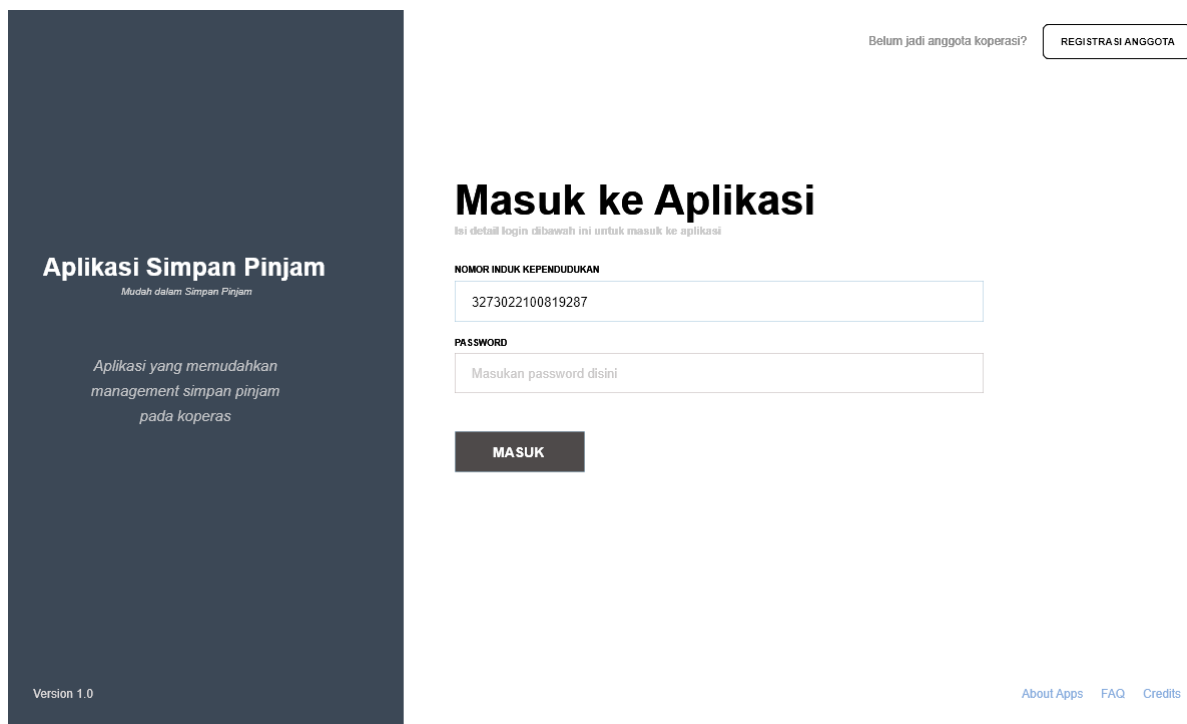 Belum jadi anggota koperasi?
REGISTRASI ANGGOTA
Aplikasi Simpan Pinjam
Mudah dalam Simpan Pinjam
Aplikasi yang memudahkan
management simpan pinjam
pada koperas
Version 1.0
Masuk ke Aplikasi
Isi detail login dibawah ini untuk masuk ke aplikasi
NOMOR INDUK KEPENDUDUKAN
3273022100819287
PASSWORD
Masukan password disini
MASUK
About Apps FAQ Credits